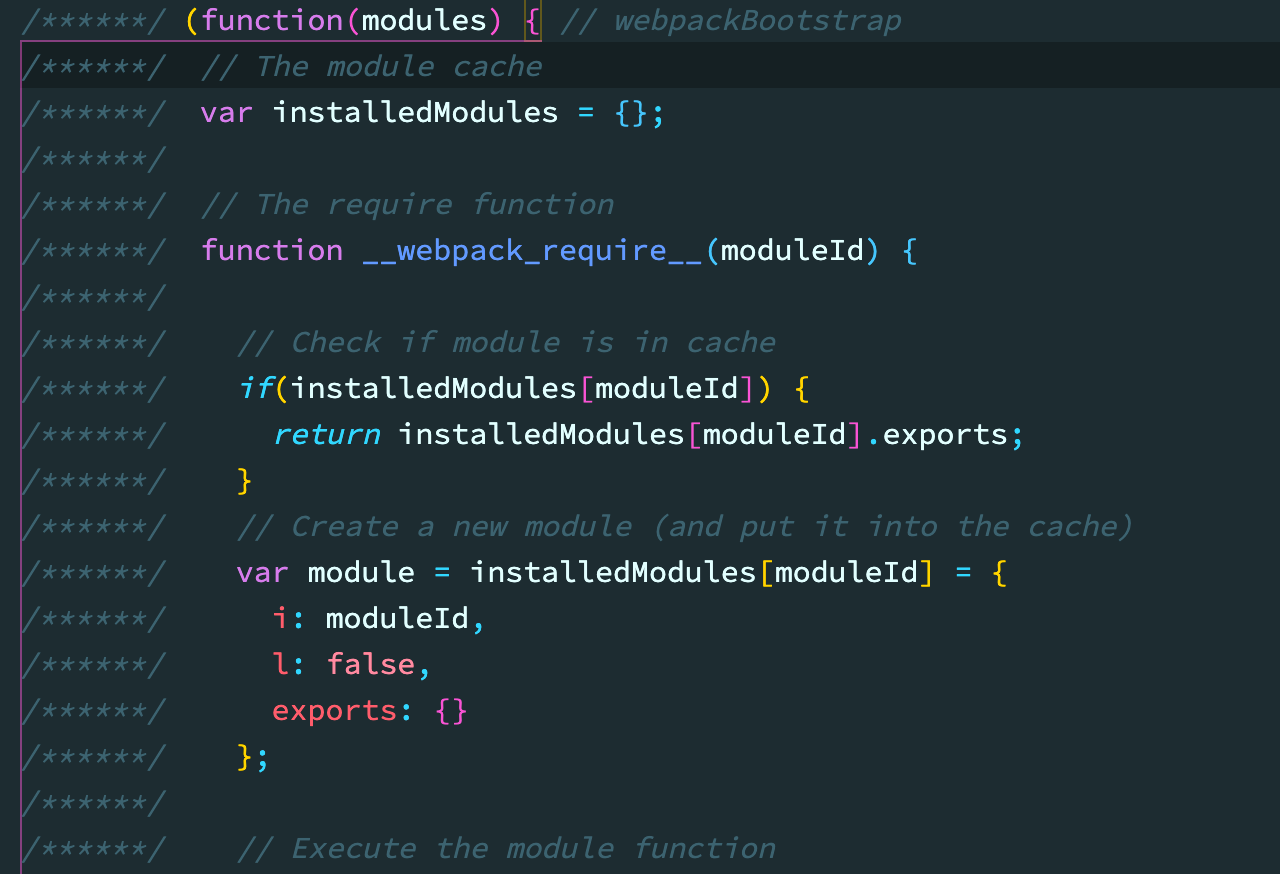 /******/ (function(modules) { // webpackBootstrap
/******/  // The module cache
/******/  var installedModules = {};
/******/
/******/  // The require function
/******/  function __webpack_require__(moduleId) {
/******/
/******/    // Check if module is in cache
/******/    if(installedModules[moduleId]) {
/******/      return installedModules[moduleId].exports;
/******/    }
/******/    // Create a new module (and put it into the cache)
/******/    var module = installedModules[moduleId] = {
/******/      i: moduleId,
/******/      l: false,
/******/      exports: {}
/******/    };
/******/
/******/    // Execute the module function